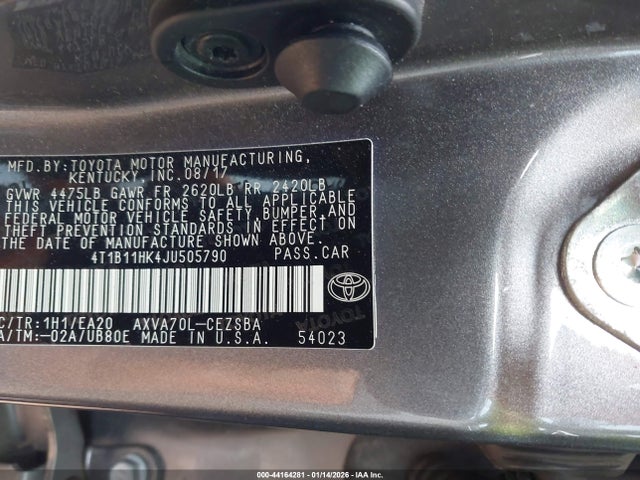 MFD.BY:TOYOTA MOTOR MANUFACTURING,
KENTUCKY,INC.08/17
GVWR 4475LB GAWR FR 2620LB RR 2420LB
THIS VEHICLE CONFORMS TO ALL APPLICABLE
FEDERAL MOTOR VEHICLE SAFETY, BUMPER,AND
THEFT PREVENTION STANDARDS IN EFFECT
ON THE DATE OF MANUFACTURE SHOWN ABOVE.
4T1B11HK4JU505790 PASS.CAR
C/TR:1H1/EA20 AXVA70L-CEZSBA
A/TM:-02A/UB80E MADE IN U.S.A. 54023
TOYOTA
000-44164281 - 01/14/2026 - IAA Inc.